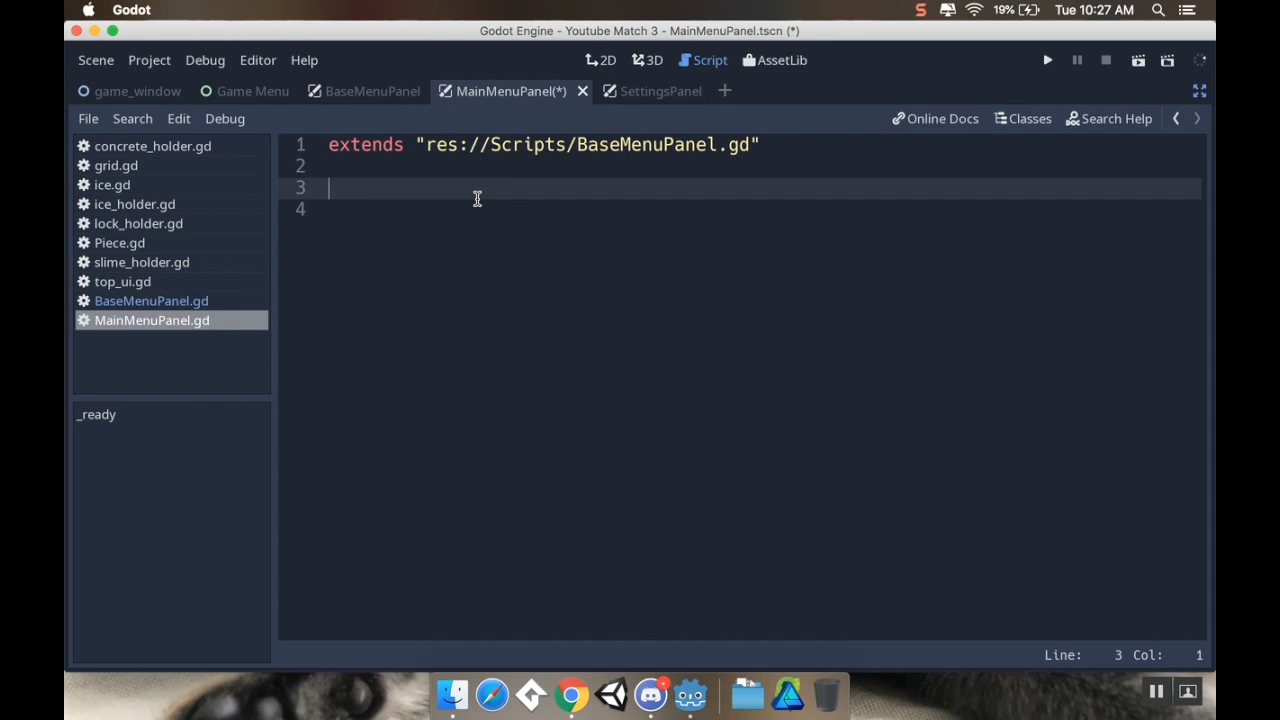 Godot
S
19%
Tue 10:27 AM
Godot Engine - Youtube Match 3 - MainMenuPanel.tscn (*)
Scene Project Debug Editor Help
2D 3D Script AssetLib
game_window Game Menu BaseMenuPanel MainMenuPanel(*) SettingsPanel
File Search Edit Debug
Online Docs Classes Search Help
concrete_holder.gd
grid.gd
ice.gd
ice_holder.gd
lock_holder.gd
Piece.gd
slime_holder.gd
top_ui.gd
BaseMenuPanel.gd
MainMenuPanel.gd
_ready
1 extends "res://Scripts/BaseMenuPanel.gd"
2
3
4
Line: 3 Col: 1